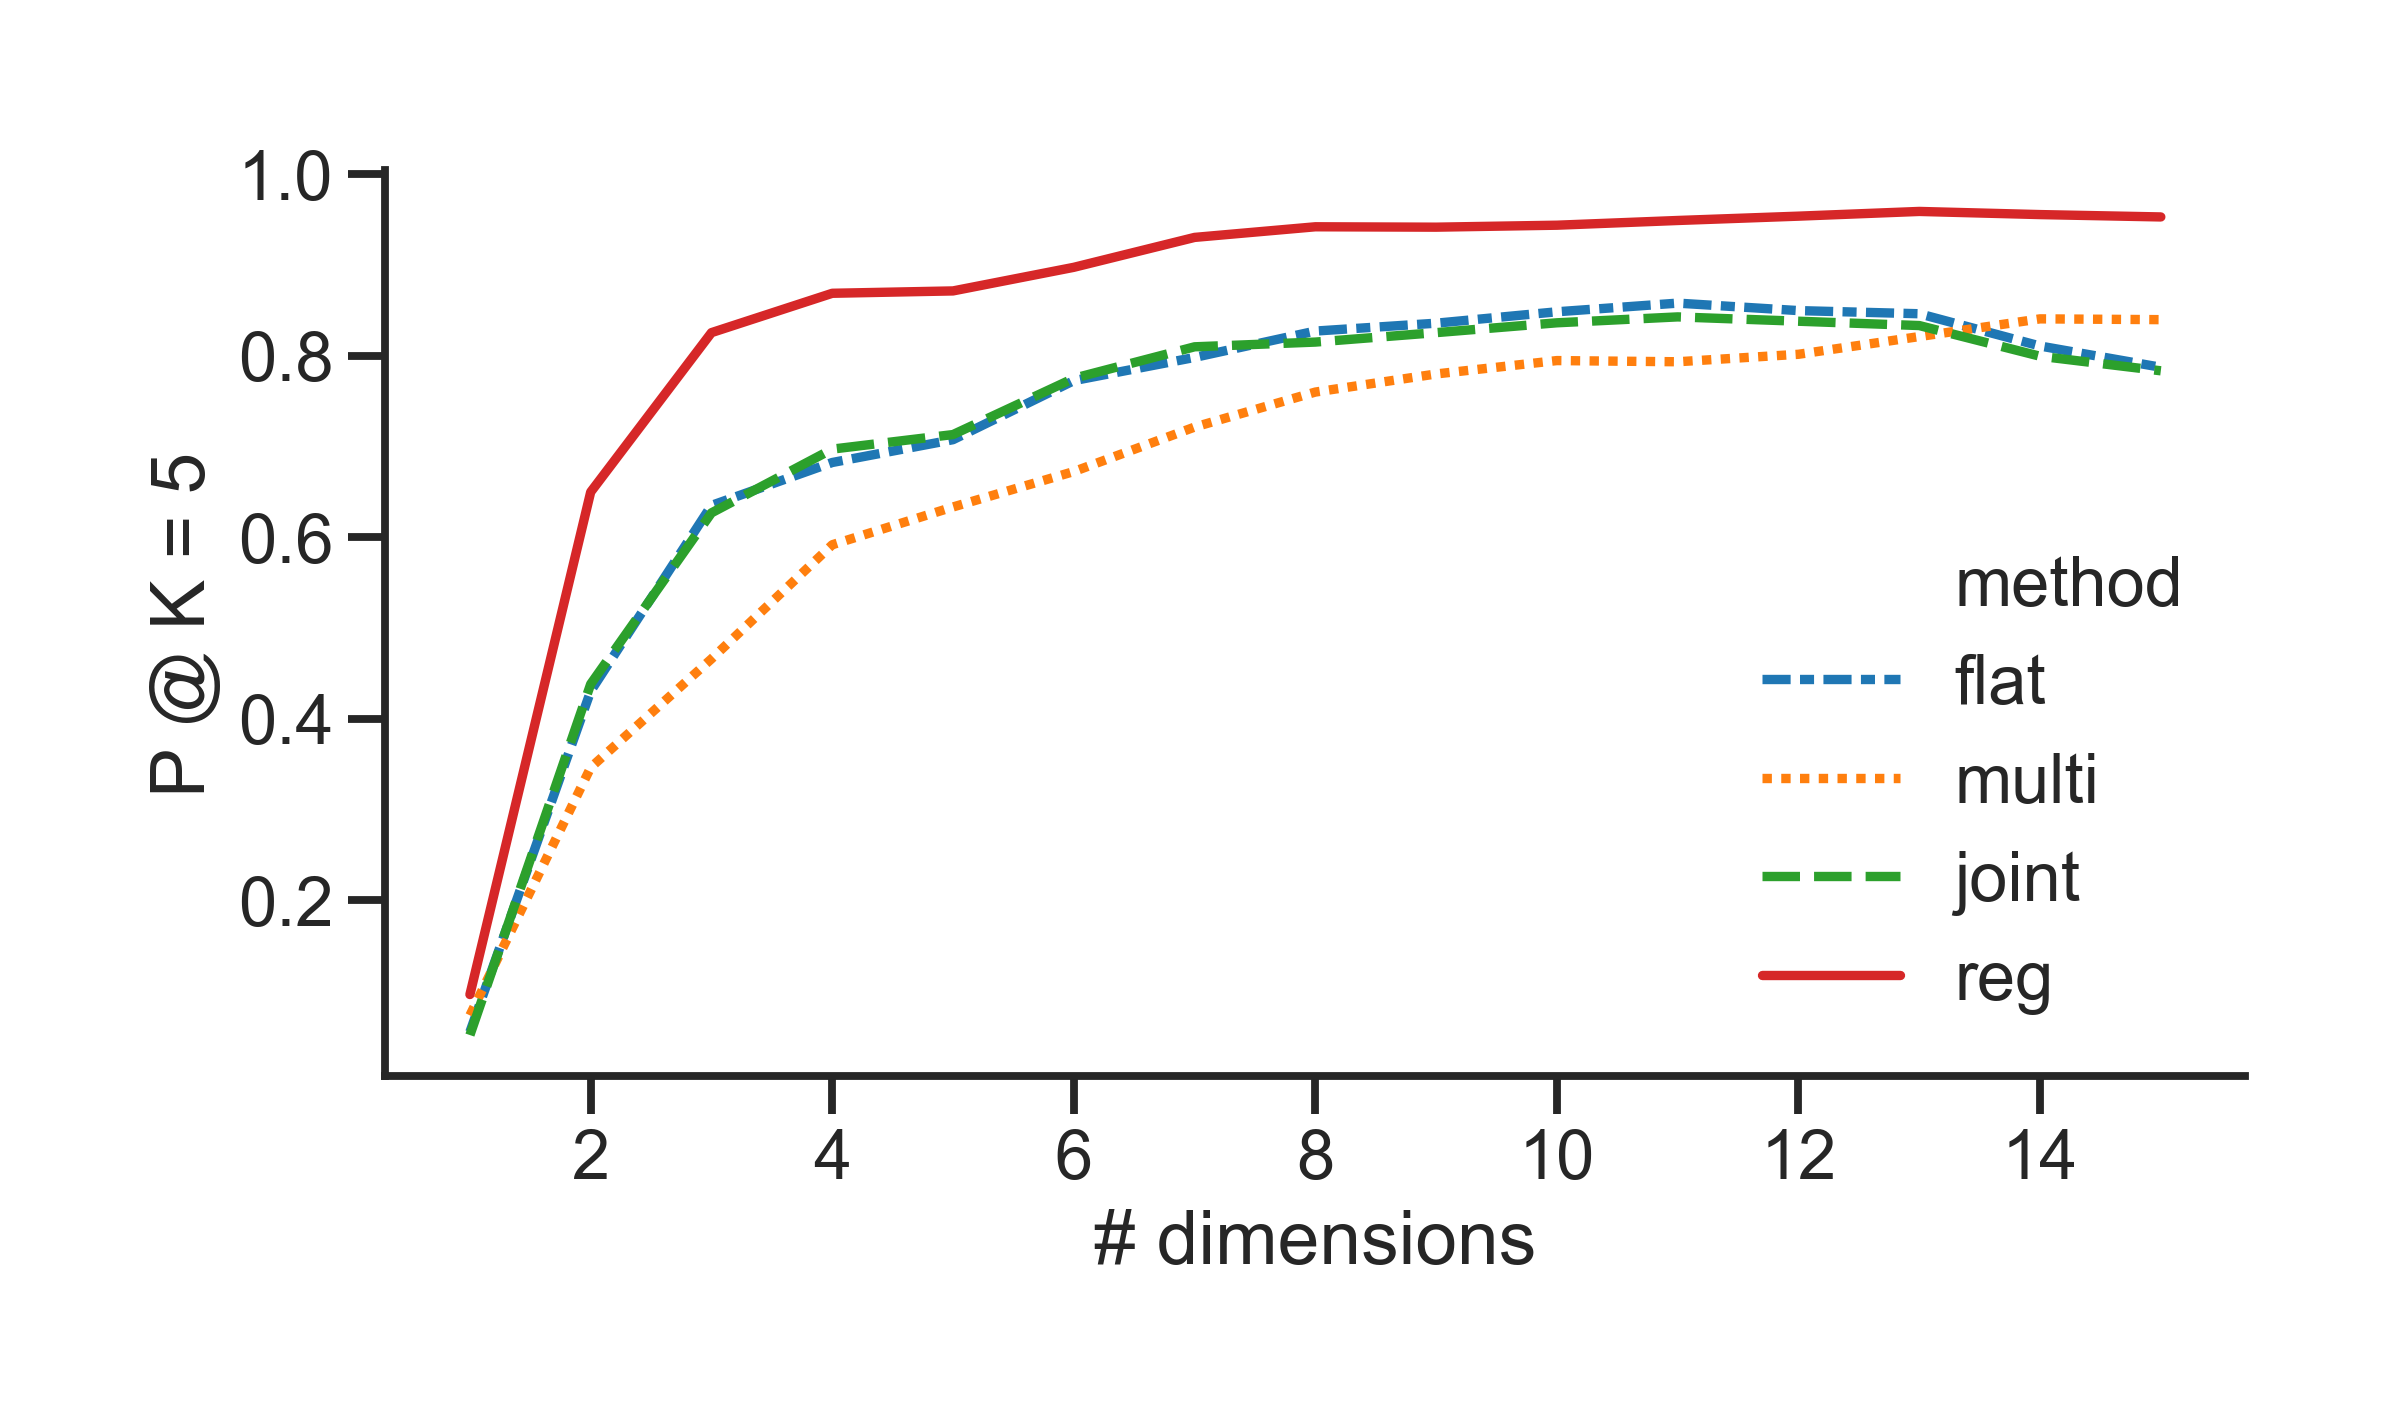 1.0
0.8
0.6
0.4
0.2
P @ K = 5
2 4 6 8 10 12 14
# dimensions
method
flat
multi
joint
reg